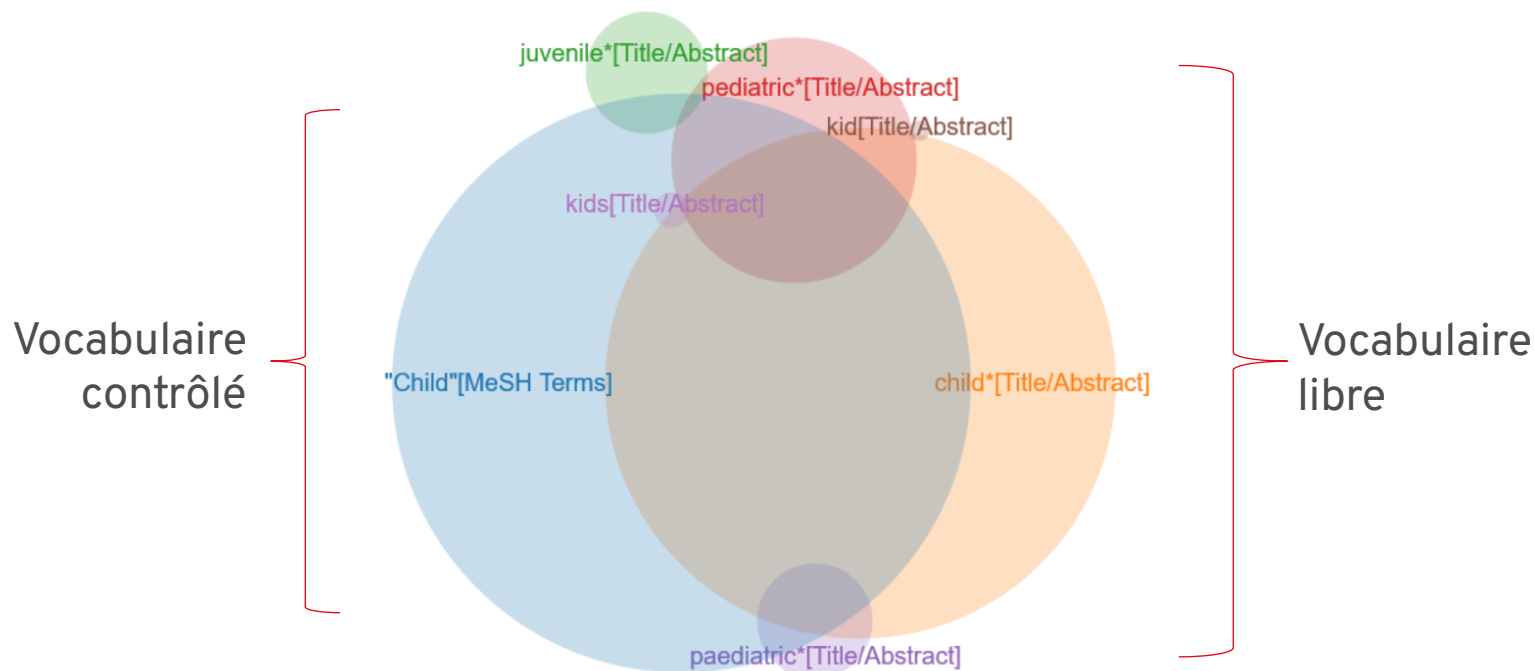 juvenile*[Title/Abstract]
pediatric*[Title/Abstract]
kid[Title/Abstract]
kids[Title/Abstract]
Vocabulaire
contrôlé
"Child"[MeSH Terms]
child*[Title/Abstract]
Vocabulaire
libre
paediatric*[Title/Abstract]